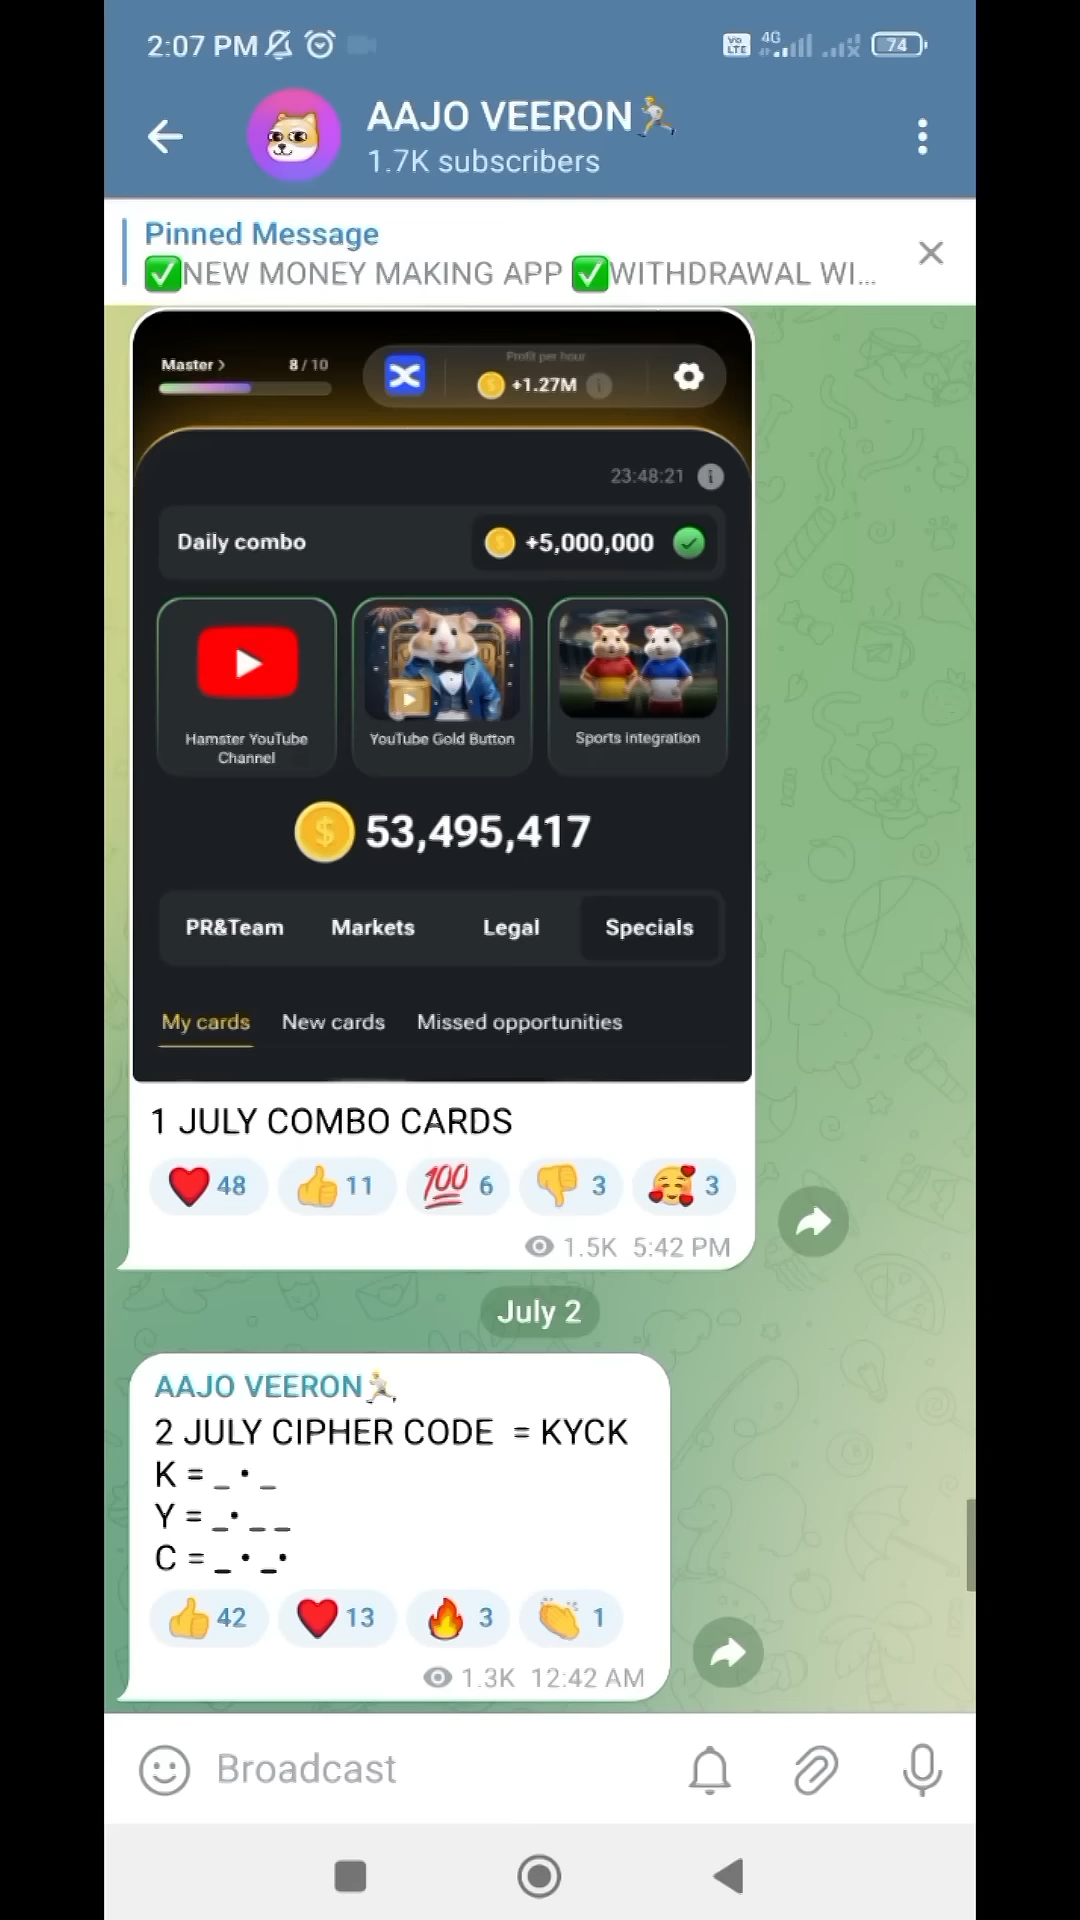 2:07 PM
Vo LTE 4G 74
AAJO VEERON🏃
1.7K subscribers
Pinned Message
✅NEW MONEY MAKING APP ✅WITHDRAWAL WI...
Master > 8 / 10
Profit per hour
+1.27M
23:48:21
Daily combo +5,000,000
Hamster YouTube
Channel
YouTube Gold Button
Sports integration
53,495,417
PR&Team Markets Legal Specials
My cards New cards Missed opportunities
1 JULY COMBO CARDS
❤️ 48 👍 11 💯 6 👎 3 🥰 3
1.5K 5:42 PM
July 2
AAJO VEERON🏃
2 JULY CIPHER CODE = KYCK
K = _ • _
Y = _• _ _
C = _ • _•
👍 42 ❤️ 13 🔥 3 👏 1
1.3K 12:42 AM
Broadcast